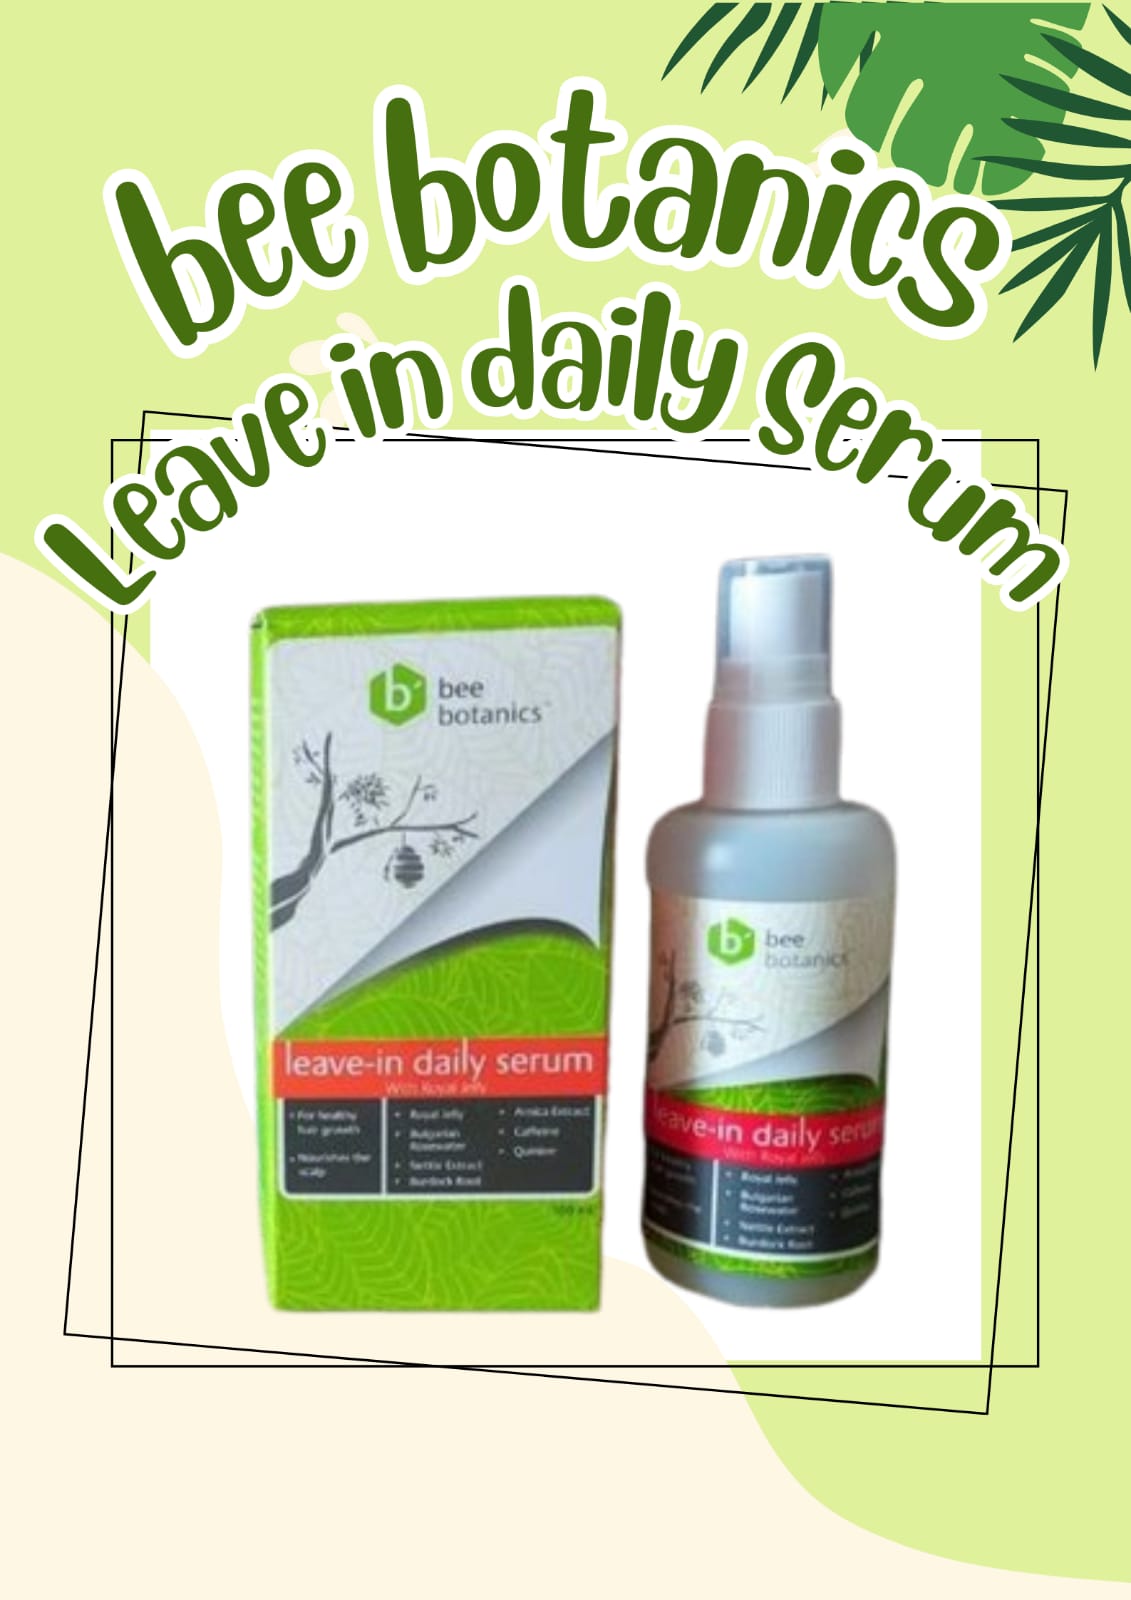 bee botanics
Leave in daily serum
b
bee
botanics
leave-in daily serum
With Royal Jelly
• For healthy
hair growth
• Nourishes the
scalp
• Royal Jelly
• Bulgarian
Rosewater
• Nettle Extract
• Burdock Root
• Arnica Extract
• Caffeine
• Quinine
b
bee
botanics
leave-in daily serum
With Royal Jelly
• Royal Jelly
• Bulgarian
Rosewater
• Nettle Extract
• Burdock Root